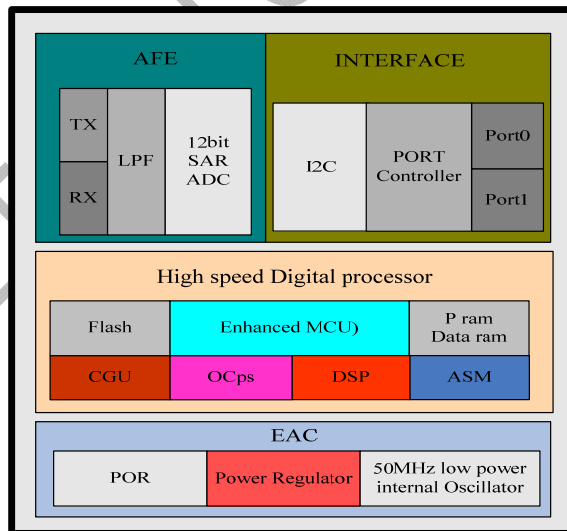 AFE
INTERFACE
TX
RX
LPF
12bit
SAR
ADC
I2C
PORT
Controller
Port0
Port1
High speed Digital processor
Flash
Enhanced MCU)
P ram
Data ram
CGU
OCps
DSP
ASM
EAC
POR
Power Regulator
50MHz low power
internal Oscillator